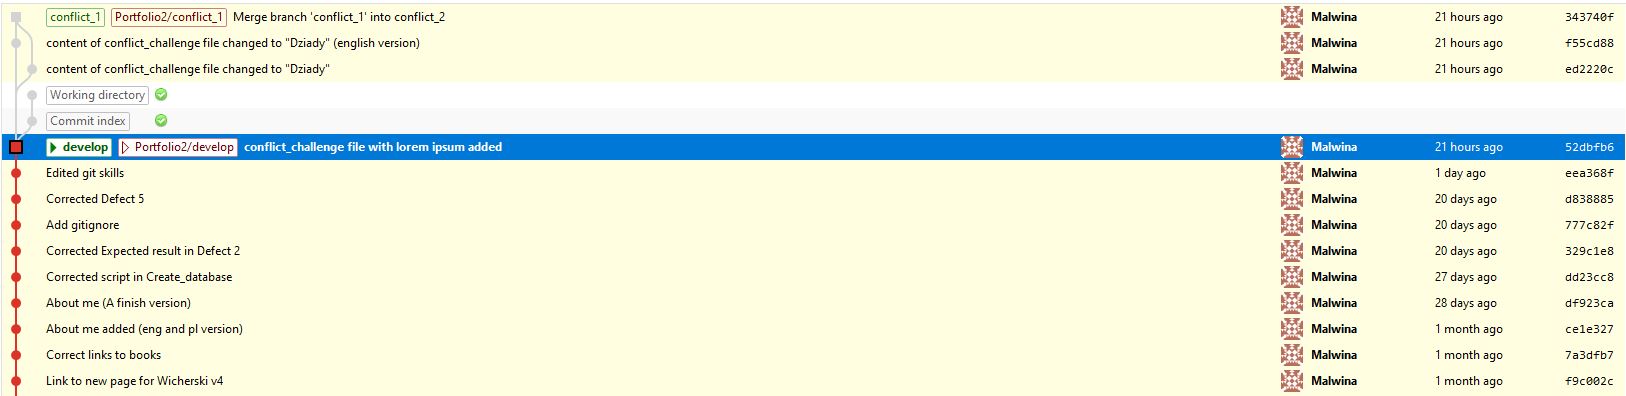 conflict_1 Portfolio2/conflict_1 Merge branch 'conflict_1' into conflict_2 Malwina 21 hours ago 343740f
content of conflict_challenge file changed to "Dziady" (english version) Malwina 21 hours ago f55cd88
content of conflict_challenge file changed to "Dziady" Malwina 21 hours ago ed2220c
Working directory
Commit index
develop Portfolio2/develop conflict_challenge file with lorem ipsum added Malwina 21 hours ago 52dbfb6
Edited git skills Malwina 1 day ago eea368f
Corrected Defect 5 Malwina 20 days ago d838885
Add gitignore Malwina 20 days ago 777c82f
Corrected Expected result in Defect 2 Malwina 20 days ago 329c1e8
Corrected script in Create_database Malwina 27 days ago dd23cc8
About me (A finish version) Malwina 28 days ago df923ca
About me added (eng and pl version) Malwina 1 month ago ce1e327
Correct links to books Malwina 1 month ago 7a3dfb7
Link to new page for Wicherski v4 Malwina 1 month ago f9c002c